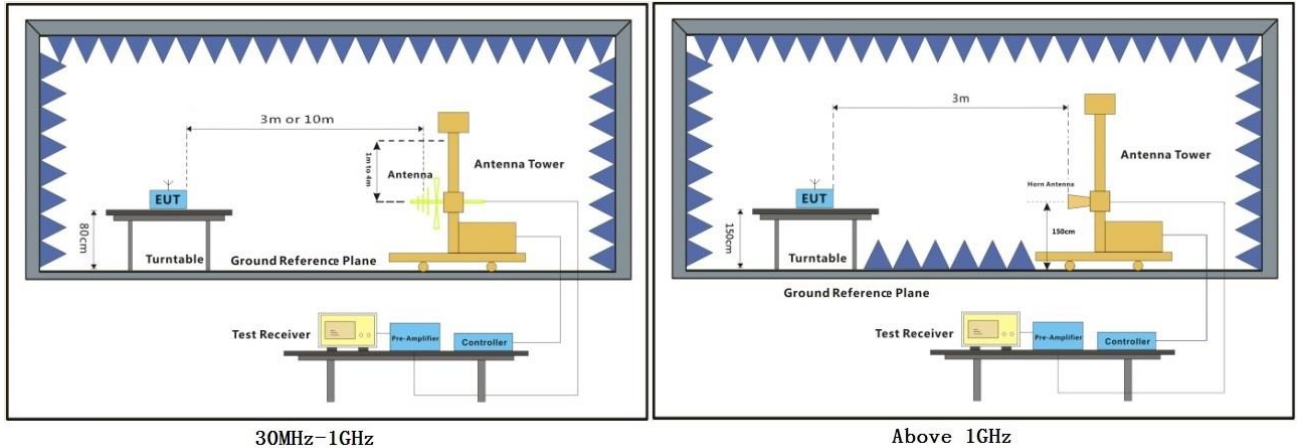 3m or 10m
1m to 4m
Antenna
Antenna Tower
EUT
80cm
Turntable
Ground Reference Plane
Test Receiver
Pre-Amplifier
Controller
30MHz-1GHz
3m
Antenna Tower
Horn Antenna
EUT
150cm
150cm
Turntable
Ground Reference Plane
Test Receiver
Pre-Amplifier
Controller
Above 1GHz